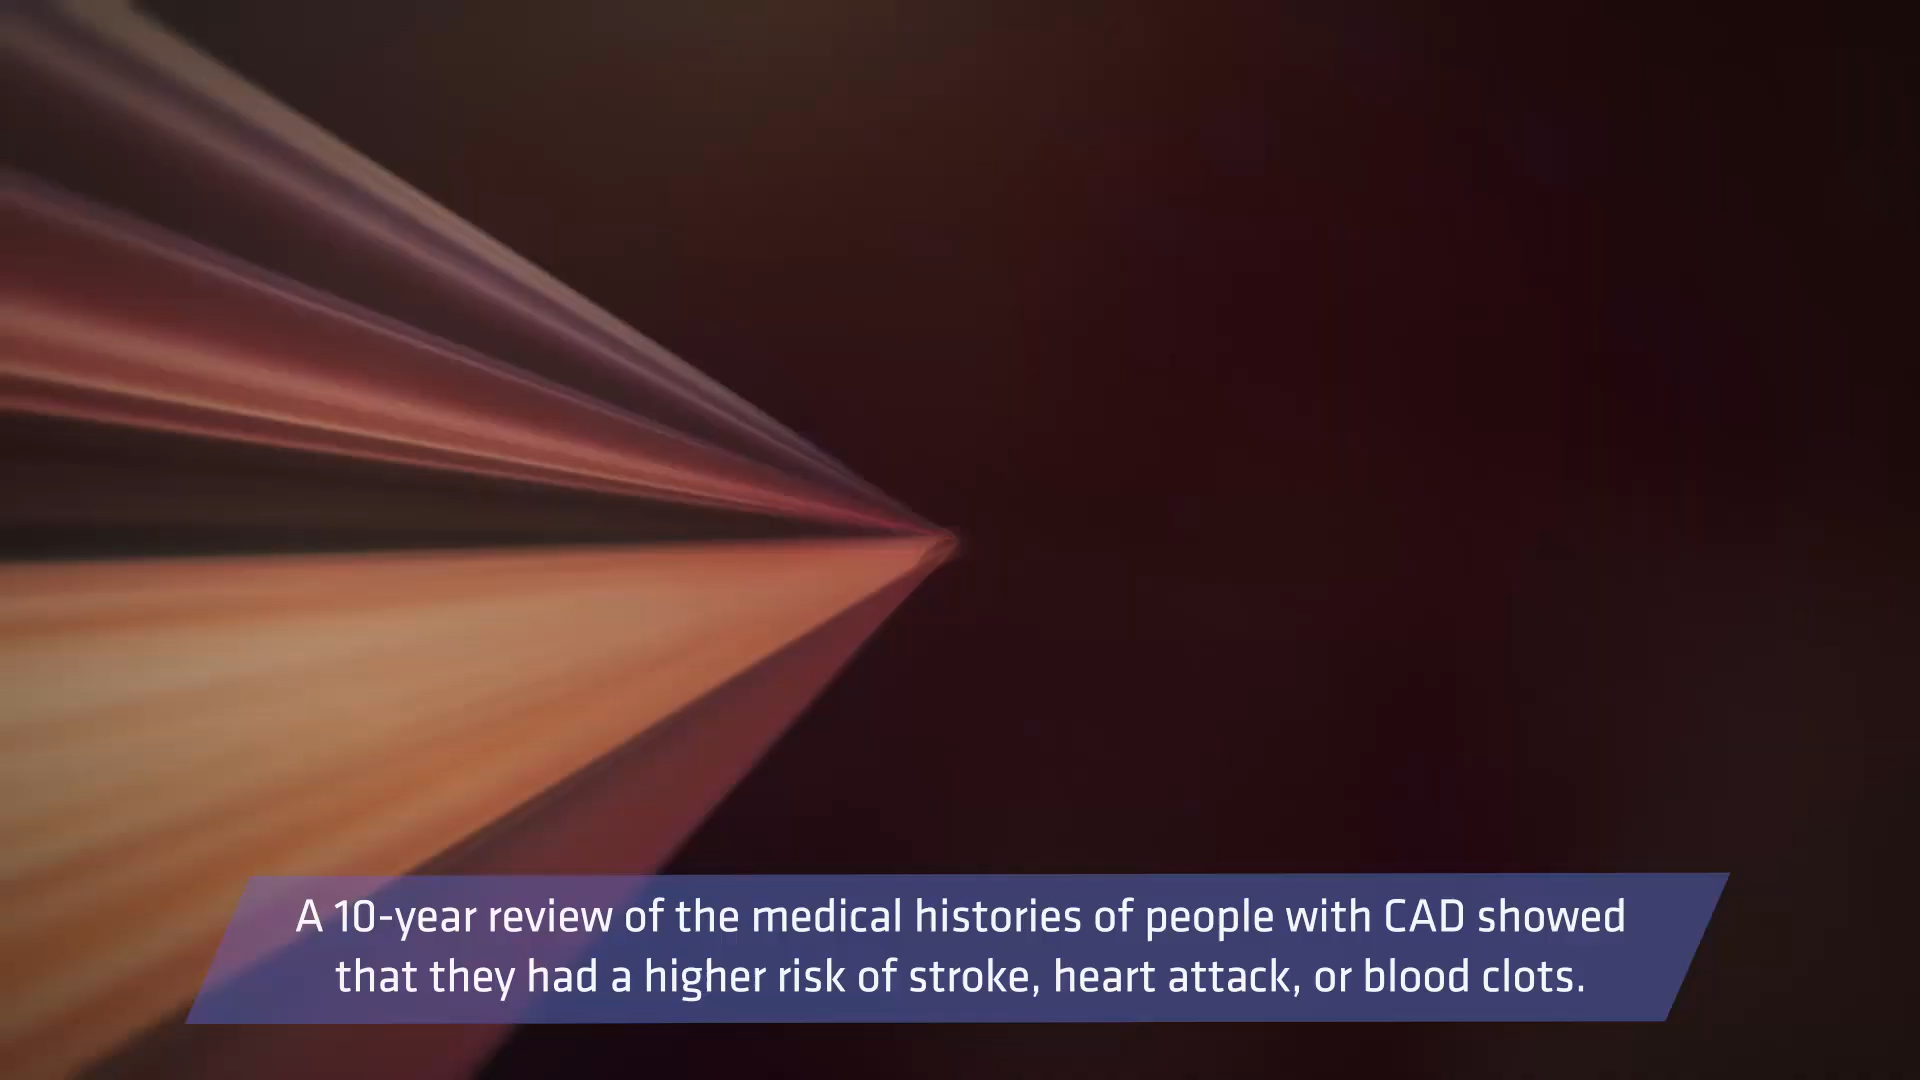 A 10-year review of the medical histories of people with CAD showed
that they had a higher risk of stroke, heart attack, or blood clots.